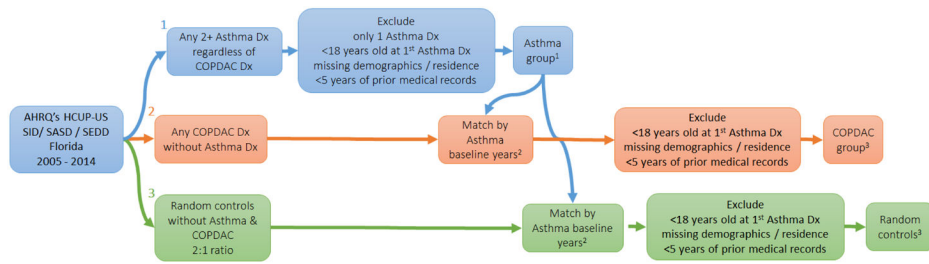 AHRQ's HCUP-US
SID/ SASD / SEDD
Florida
2005 - 2014
1
Any 2+ Asthma Dx
regardless of
COPDAC Dx
Exclude
only 1 Asthma Dx
<18 years old at 1st Asthma Dx
missing demographics / residence
<5 years of prior medical records
Asthma
group1
2
Any COPDAC Dx
without Asthma Dx
Match by
Asthma
baseline years2
Exclude
<18 years old at 1st Asthma Dx
missing demographics / residence
<5 years of prior medical records
COPDAC
group3
3
Random controls
without Asthma &
COPDAC
2:1 ratio
Match by
Asthma baseline
years2
Exclude
<18 years old at 1st Asthma Dx
missing demographics / residence
<5 years of prior medical records
Random
controls3